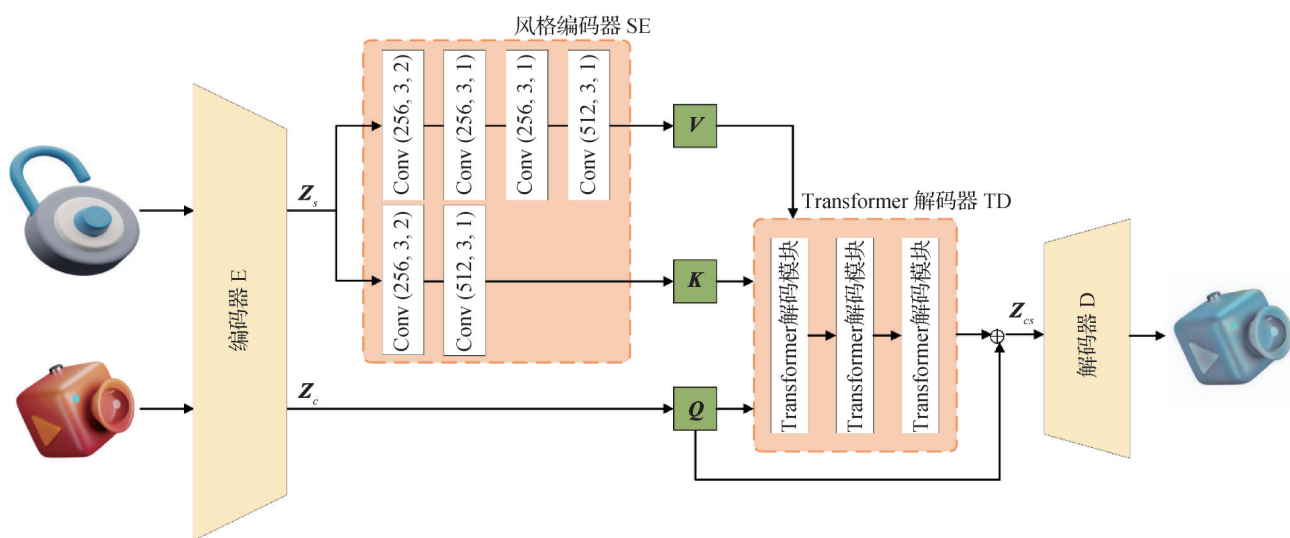 风格编码器 SE
Conv (256, 3, 2)
Conv (256, 3, 1)
Conv (256, 3, 1)
Conv (512, 3, 1)
V
Z_s
Conv (256, 3, 2)
Conv (512, 3, 1)
K
编码器 E
Z_c
Q
Transformer 解码器 TD
Transformer解码模块
Transformer解码模块
Transformer解码模块
Z_cs
解码器 D